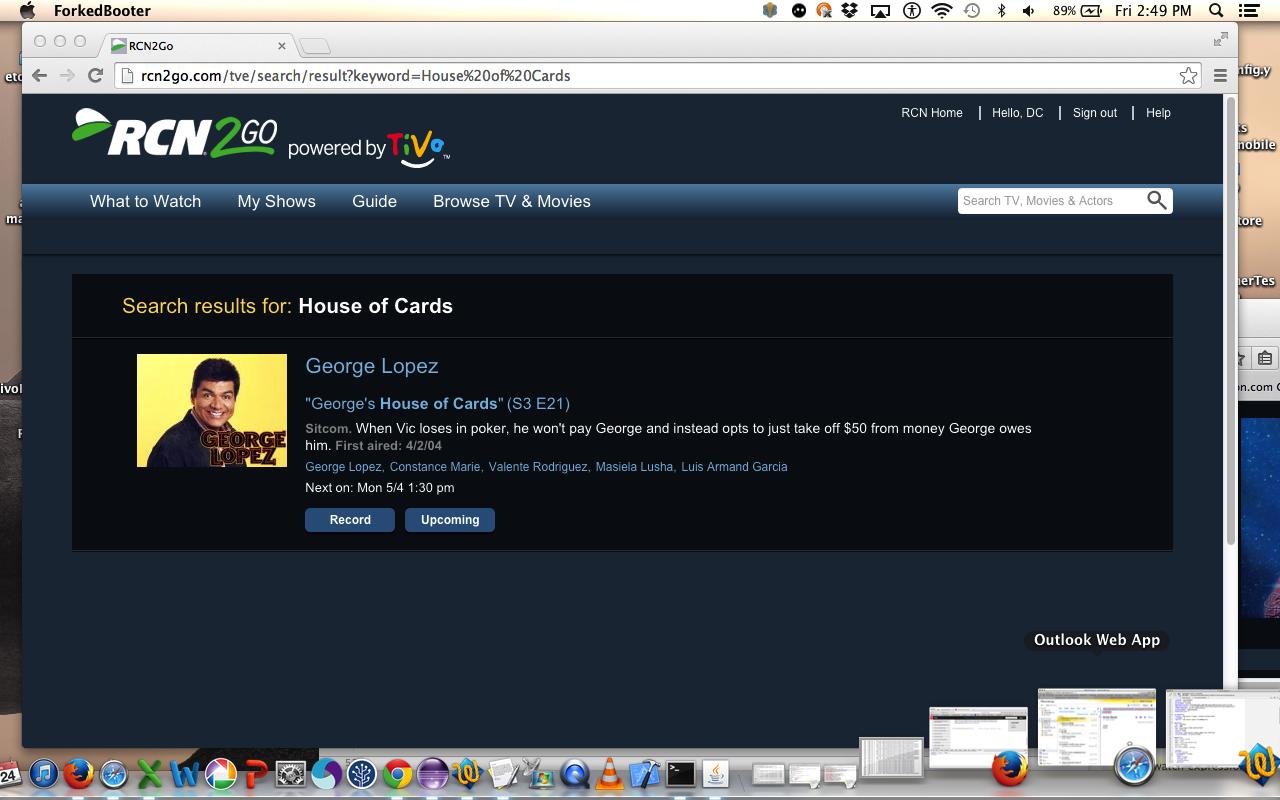 ForkedBooter
89% Fri 2:49 PM
RCN2Go
rcn2go.com/tve/search/result?keyword=House%20of%20Cards
RCN Home | Hello, DC | Sign out | Help
RCN2GO powered by TiVo™
What to Watch My Shows Guide Browse TV & Movies Search TV, Movies & Actors
Search results for: House of Cards
George Lopez
"George's House of Cards" (S3 E21)
Sitcom. When Vic loses in poker, he won't pay George and instead opts to just take off $50 from money George owes
him. First aired: 4/2/04
GEORGE
LOPEZ
George Lopez, Constance Marie, Valente Rodriguez, Masiela Lusha, Luis Armand Garcia
Next on: Mon 5/4 1:30 pm
Record Upcoming
Outlook Web App
24